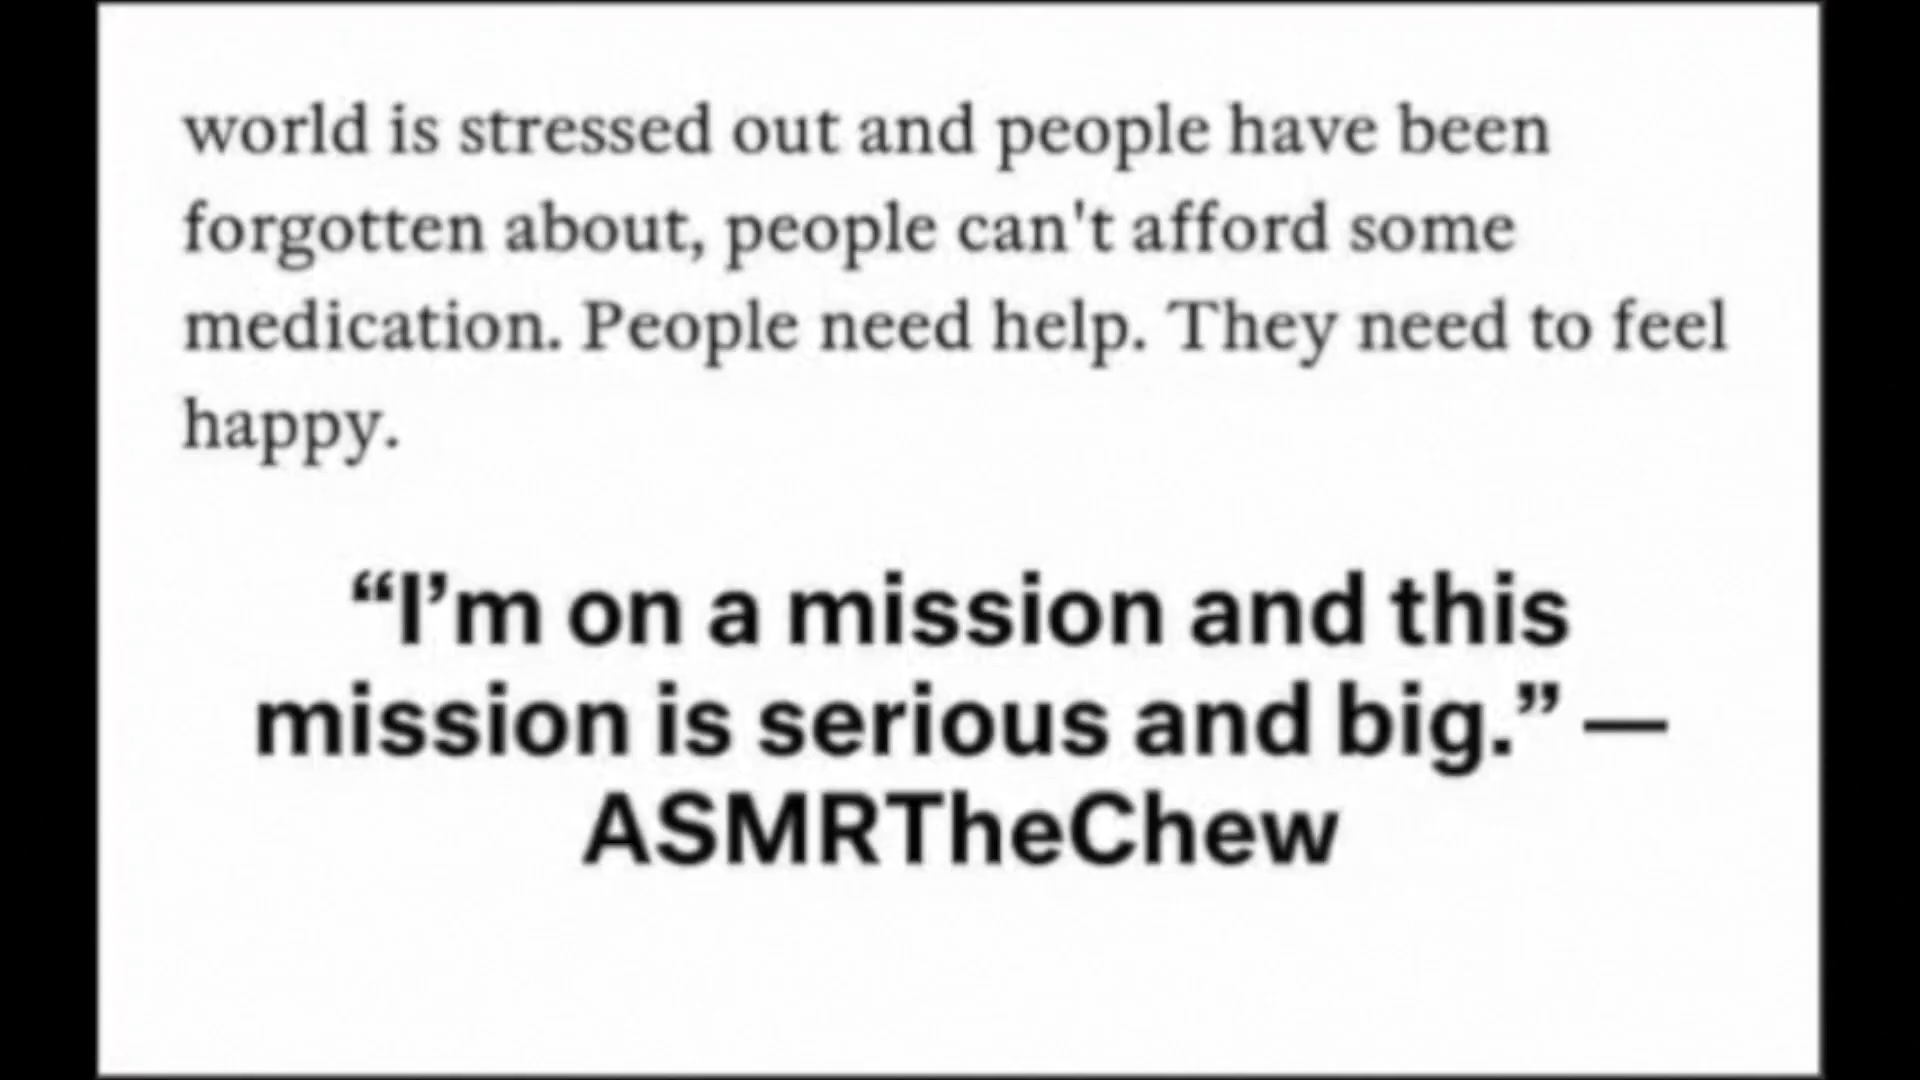 world is stressed out and people have been
forgotten about, people can't afford some
medication. People need help. They need to feel
happy.
“I’m on a mission and this
mission is serious and big.” —
ASMRTheChew